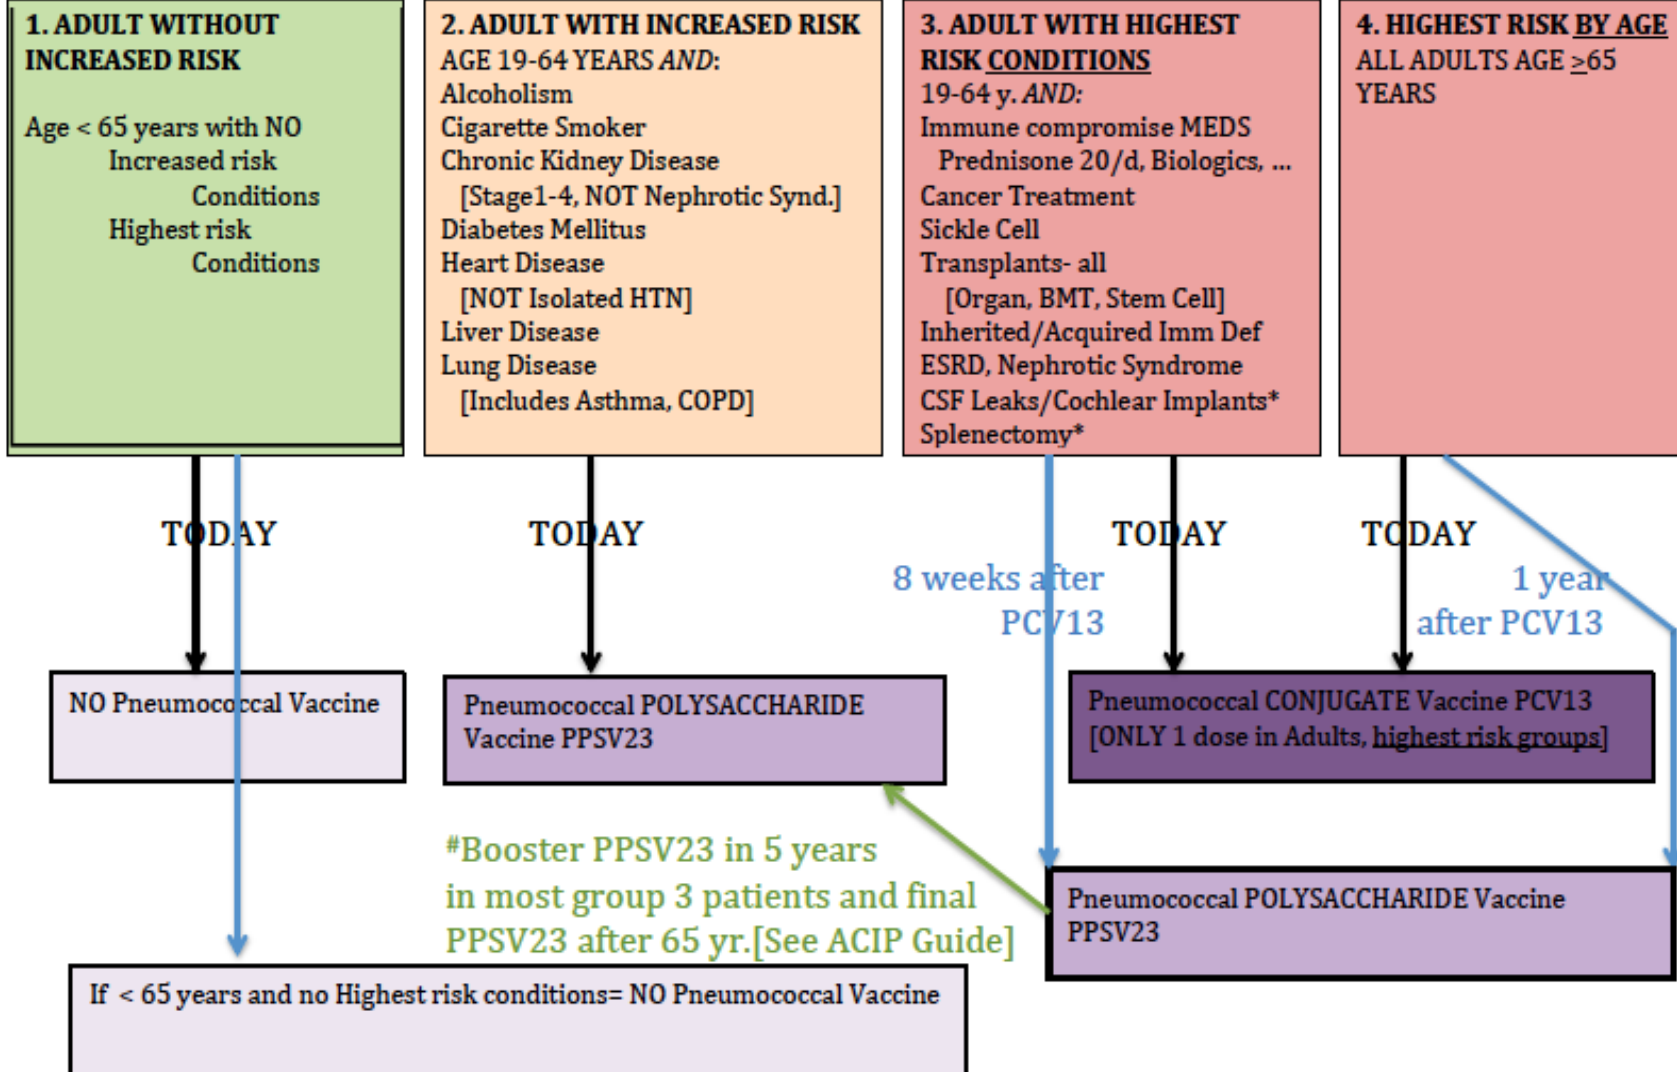 1. ADULT WITHOUT
INCREASED RISK
Age < 65 years with NO
Increased risk
Conditions
Highest risk
Conditions
2. ADULT WITH INCREASED RISK
AGE 19-64 YEARS AND:
Alcoholism
Cigarette Smoker
Chronic Kidney Disease
[Stage1-4, NOT Nephrotic Synd.]
Diabetes Mellitus
Heart Disease
[NOT Isolated HTN]
Liver Disease
Lung Disease
[Includes Asthma, COPD]
3. ADULT WITH HIGHEST
RISK CONDITIONS
19-64 y. AND:
Immune compromise MEDS
Prednisone 20/d, Biologics, ...
Cancer Treatment
Sickle Cell
Transplants- all
[Organ, BMT, Stem Cell]
Inherited/Acquired Imm Def
ESRD, Nephrotic Syndrome
CSF Leaks/Cochlear Implants*
Splenectomy*
4. HIGHEST RISK BY AGE
ALL ADULTS AGE >65
YEARS
TODAY
TODAY
TODAY
TODAY
8 weeks after
PCV13
1 year
after PCV13
NO Pneumococcal Vaccine
Pneumococcal POLYSACCHARIDE
Vaccine PPSV23
Pneumococcal CONJUGATE Vaccine PCV13
[ONLY 1 dose in Adults, highest risk groups]
#Booster PPSV23 in 5 years
in most group 3 patients and final
PPSV23 after 65 yr.[See ACIP Guide]
Pneumococcal POLYSACCHARIDE Vaccine
PPSV23
If < 65 years and no Highest risk conditions= NO Pneumococcal Vaccine